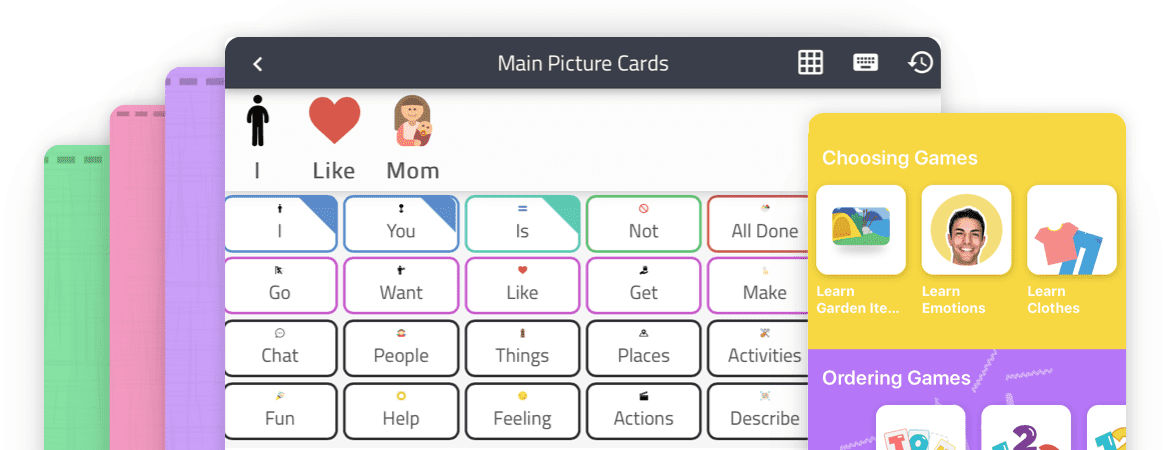 Main Picture Cards
I Like Mom
I You Is Not All Done
Go Want Like Get Make
Chat People Things Places Activities
Fun Help Feeling Actions Describe
Choosing Games
Learn
Garden Ite...
Learn
Emotions
Learn
Clothes
Ordering Games
2